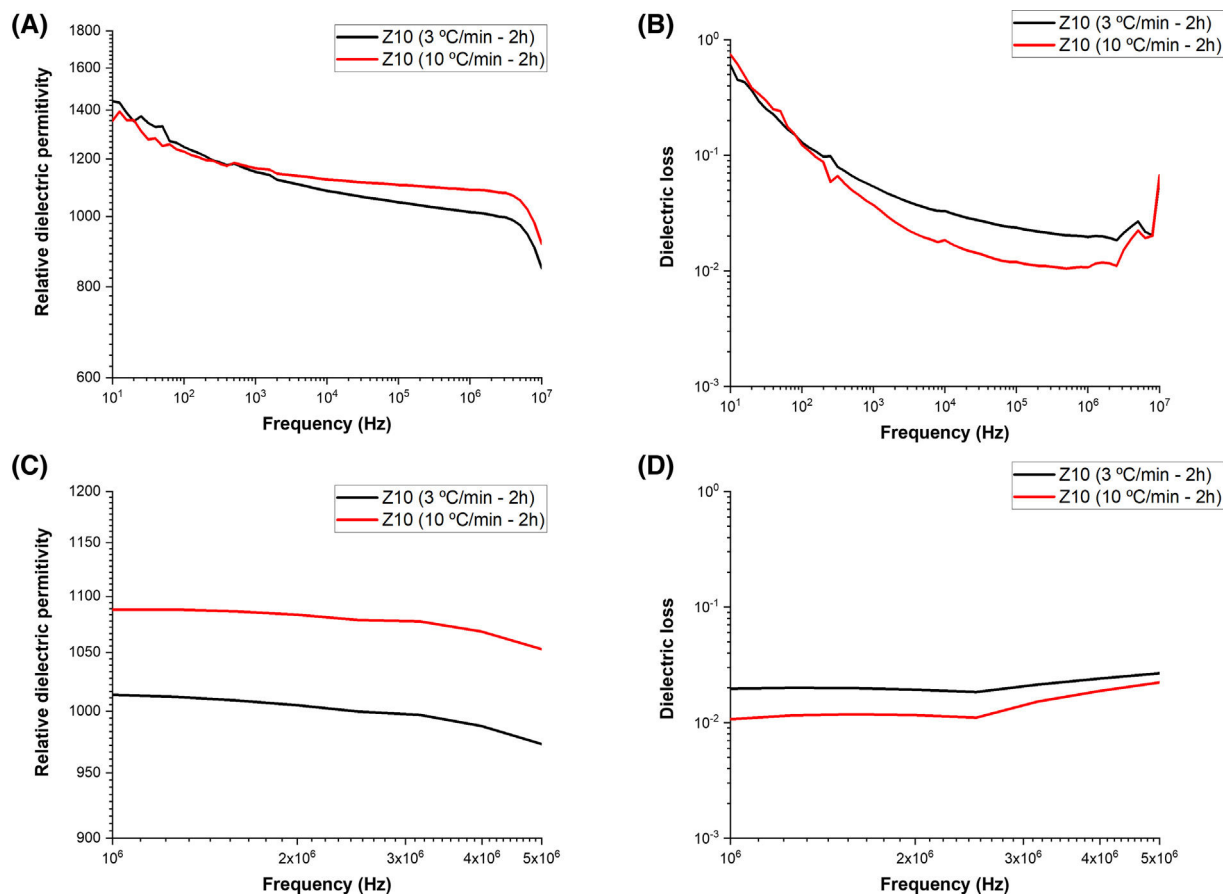 (A)
Z10 (3 ºC/min - 2h)
Z10 (10 ºC/min - 2h)
Relative dielectric permitivity
1800
1600
1400
1200
1000
800
600
10¹ 10² 10³ 10⁴ 10⁵ 10⁶ 10⁷
Frequency (Hz)
(B)
Z10 (3 ºC/min - 2h)
Z10 (10 ºC/min - 2h)
Dielectric loss
10⁰
10⁻¹
10⁻²
10⁻³
10¹ 10² 10³ 10⁴ 10⁵ 10⁶ 10⁷
Frequency (Hz)
(C)
Z10 (3 ºC/min - 2h)
Z10 (10 ºC/min - 2h)
Relative dielectric permitivity
1200
1100
1050
1000
950
900
10⁶ 2x10⁶ 3x10⁶ 4x10⁶ 5x10⁶
Frequency (Hz)
(D)
Z10 (3 ºC/min - 2h)
Z10 (10 ºC/min - 2h)
Dielectric loss
10⁰
10⁻¹
10⁻²
10⁻³
10⁶ 2x10⁶ 3x10⁶ 4x10⁶ 5x10⁶
Frequency (Hz)